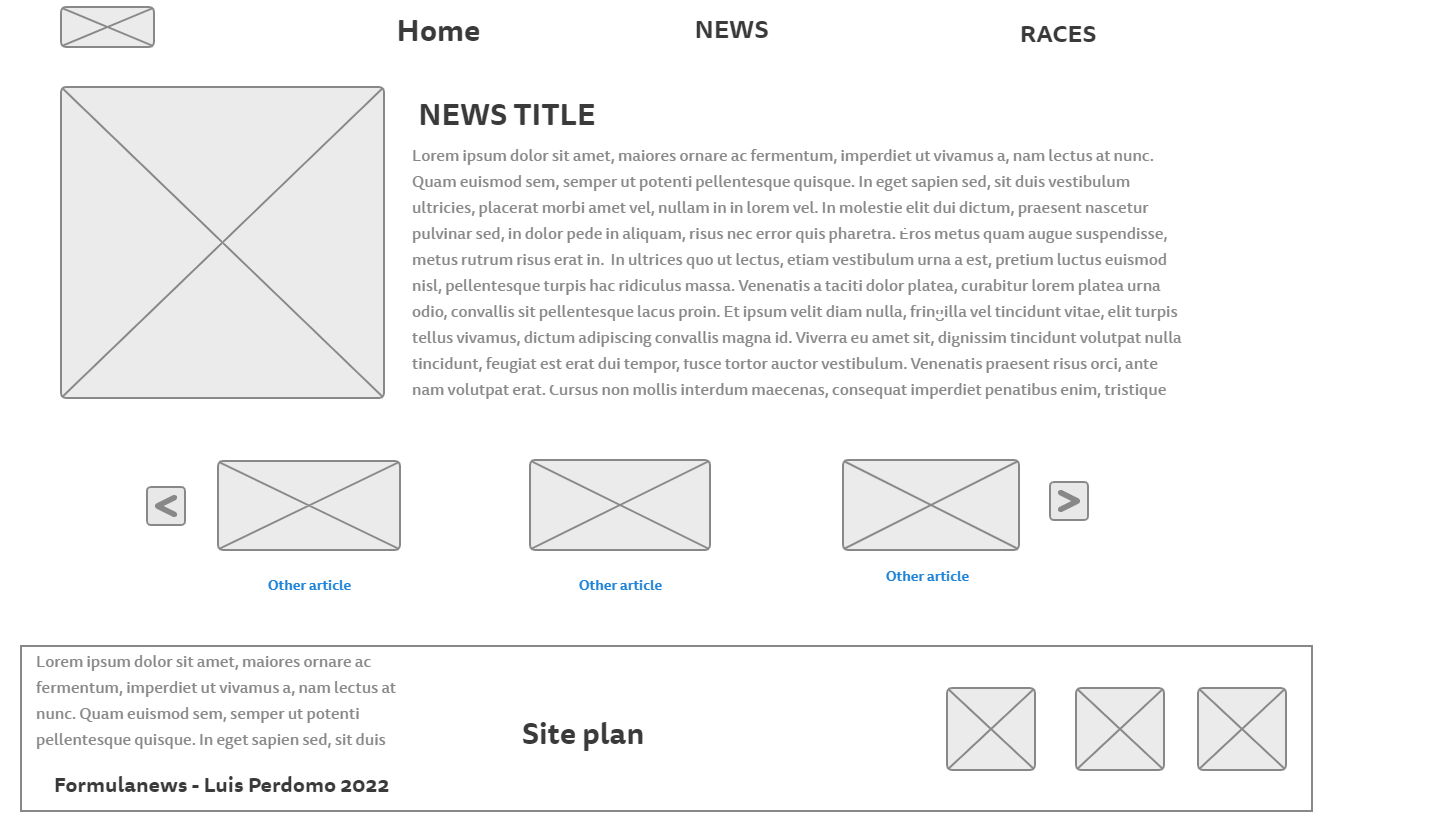 Home
NEWS
RACES
NEWS TITLE
Lorem ipsum dolor sit amet, maiores ornare ac fermentum, imperdiet ut vivamus a, nam lectus at nunc.
Quam euismod sem, semper ut potenti pellentesque quisque. In eget sapien sed, sit duis vestibulum
ultricies, placerat morbi amet vel, nullam in in lorem vel. In molestie elit dui dictum, praesent nascetur
pulvinar sed, in dolor pede in aliquam, risus nec error quis pharetra. Eros metus quam augue suspendisse,
metus rutrum risus erat in. In ultrices quo ut lectus, etiam vestibulum urna a est, pretium luctus euismod
nisl, pellentesque turpis hac ridiculus massa. Venenatis a taciti dolor platea, curabitur lorem platea urna
odio, convallis sit pellentesque lacus proin. Et ipsum velit diam nulla, fringilla vel tincidunt vitae, elit turpis
tellus vivamus, dictum adipiscing convallis magna id. Viverra eu amet sit, dignissim tincidunt volutpat nulla
tincidunt, feugiat est erat dui tempor, fusce tortor auctor vestibulum. Venenatis praesent risus orci, ante
nam volutpat erat. Cursus non mollis interdum maecenas, consequat imperdiet penatibus enim, tristique
<
>
Other article
Other article
Other article
Lorem ipsum dolor sit amet, maiores ornare ac
fermentum, imperdiet ut vivamus a, nam lectus at
nunc. Quam euismod sem, semper ut potenti
pellentesque quisque. In eget sapien sed, sit duis
Formulanews - Luis Perdomo 2022
Site plan